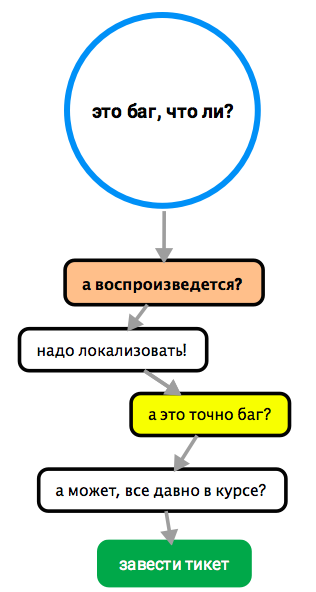 это баг, что ли?
а воспроизведется?
надо локализовать!
а это точно баг?
а может, все давно в курсе?
завести тикет